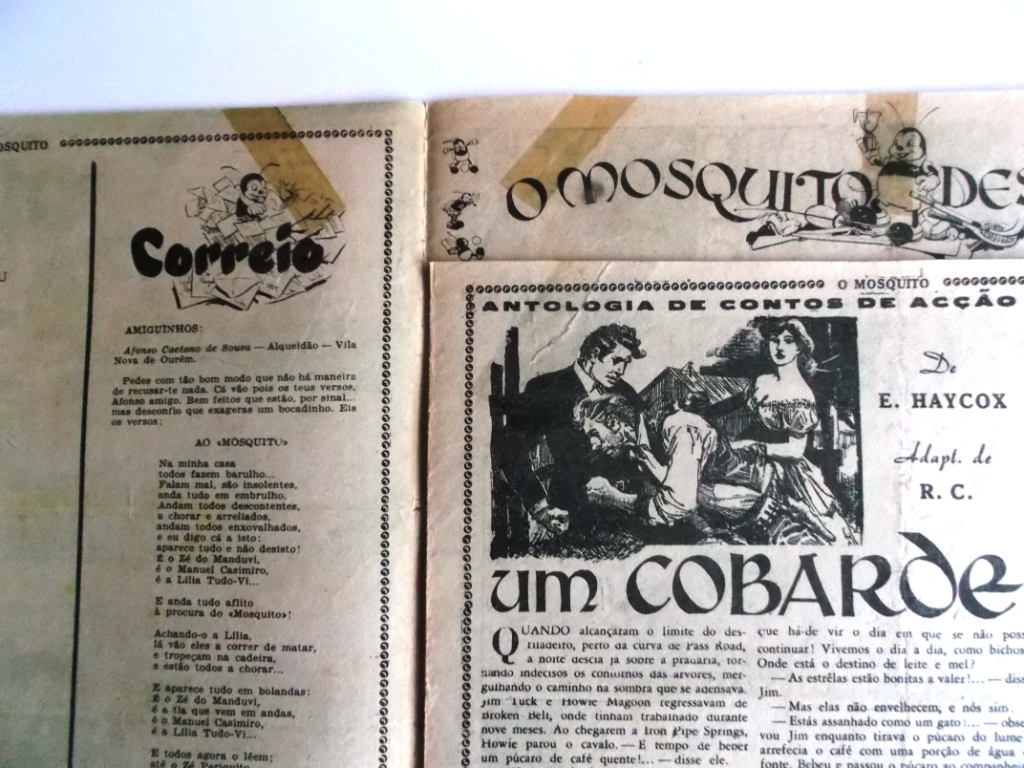 OSQUITO
Correio
AMIGUINHOS:
Afonso Caetano de Sousa — Alqueidão — Vila
Nova de Ourém.
Pedes com tão bom modo que não há maneira
de recusar-te nada. Cá vão pois os teus versos,
Afonso amigo. Bem feitos que estão, por sinal...
mas desconfio que exageras um bocadinho. Eis
os versos:
AO «MOSQUITO»
Na minha casa
todos fazem barulho...
Falam mal, são insolentes,
anda tudo em embrulho.
Andam todos descontentes,
a chorar e arreliados,
andam todos enxovalhados,
e eu digo cá a isto:
aparece tudo e não desisto!
É o Zé do Manduvi,
é o Manuel Casimiro,
é a Lília Tudo-Vi...
E anda tudo aflito
à procura do «Mosquito»!
Achando-o a Lília,
lá vão eles a correr de matar,
e tropeçam na cadeira,
e estão todos a chorar...
E aparece tudo em bolandas:
É o Zé do Manduvi,
é a tia que vem em andas,
é o Manuel Casimiro,
é a Lília Tudo-Vi...
E todos agora o lêem:
até o Zé Periquito
O MOSQUITO DES
O MOSQUITO
ANTOLOGIA DE CONTOS DE ACÇÃO
De
E. HAYCOX
Adapt. de
R. C.
um COBARDE
QUANDO alcançaram o limite do des-
filadeiro, perto da curva de Pass Road,
a noite descia já sobre a pradaria, tor-
nando indecisos os contornos das árvores, mer-
gulhando o caminho na sombra que se adensava.
Jim Tuck e Howie Magoon regressavam de
Broken Bell, onde tinham trabalhado durante
nove meses. Ao chegarem a Iron Pipe Springs,
Howie parou o cavalo. — É tempo de beber
um púcaro de café quente!... — disse ele.
que há-de vir o dia em que se não poss
continuar! Vivemos o dia a dia, como bichos
Onde está o destino de leite e mel?
— As estrêlas estão bonitas a valer!... — diss
Jim.
— Mas elas não envelhecem, e nós sim.
— Estás assanhado como um gato!... — obse
vou Jim enquanto tirava o púcaro do lume
arrefecia o café com uma porção de água
fonte. Bebeu e passou o púcaro ao companheiro